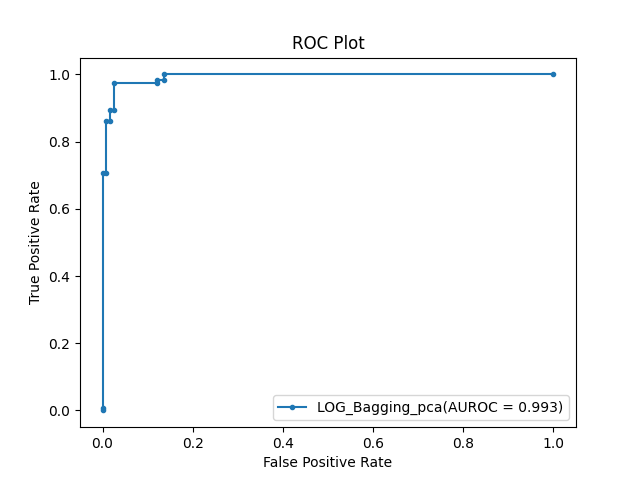 ROC Plot
1.0
0.8
0.6
0.4
0.2
0.0
True Positive Rate
LOG_Bagging_pca(AUROC = 0.993)
0.0 0.2 0.4 0.6 0.8 1.0
False Positive Rate